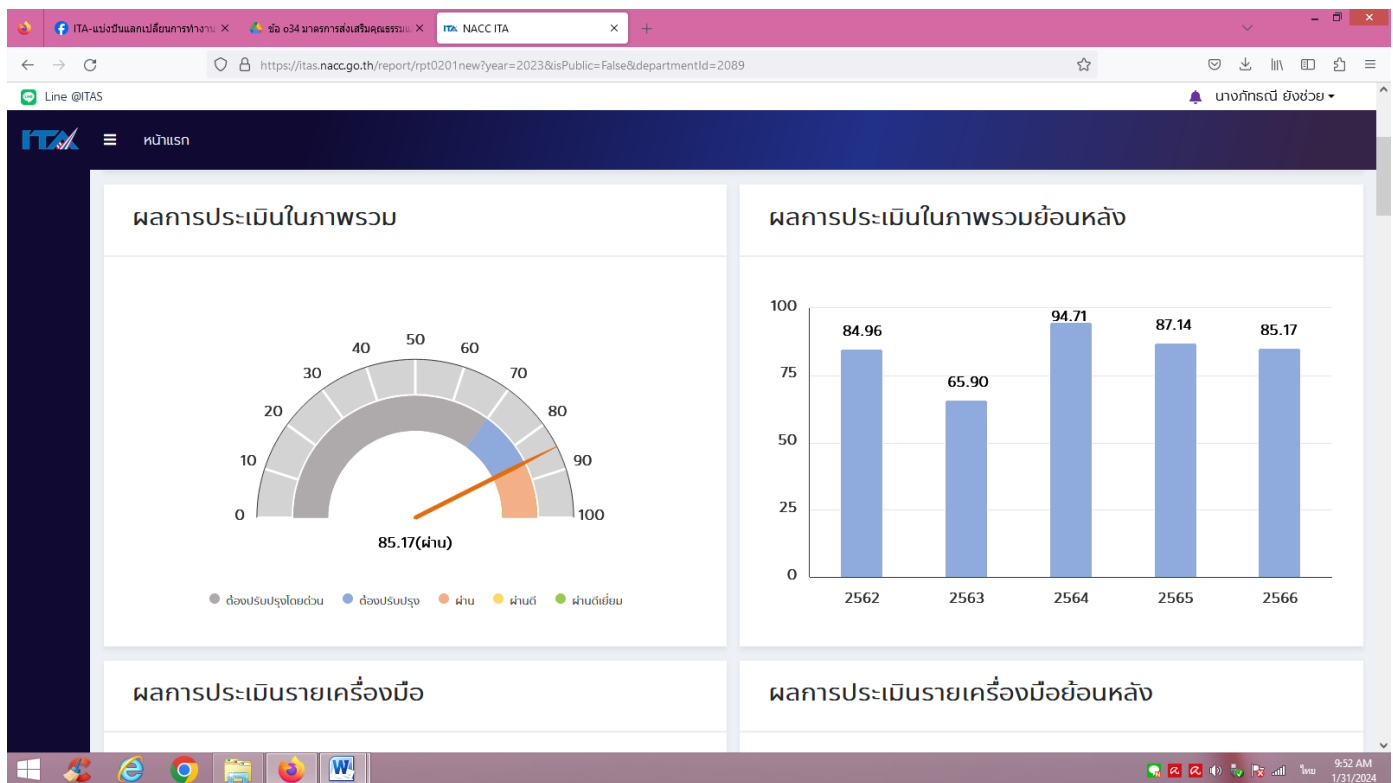 ITA-แบ่งปันแลกเปลี่ยนการทำงาน
ข้อ o34 มาตรการส่งเสริมคุณธรรมแ
ITA NACC ITA
https://itas.nacc.go.th/report/rpt0201new?year=2023&isPublic=False&departmentId=2089
Line @ITAS
นางภัทรณี ยังช่วย
ITA
หน้าแรก
ผลการประเมินในภาพรวม
0
10
20
30
40
50
60
70
80
90
100
85.17(ผ่าน)
ต้องปรับปรุงโดยด่วน ต้องปรับปรุง ผ่าน ผ่านดี ผ่านดีเยี่ยม
ผลการประเมินในภาพรวมย้อนหลัง
100
75
50
25
0
84.96 65.90 94.71 87.14 85.17
2562 2563 2564 2565 2566
ผลการประเมินรายเครื่องมือ
ผลการประเมินรายเครื่องมือย้อนหลัง
ไทย
9:52 AM
1/31/2024